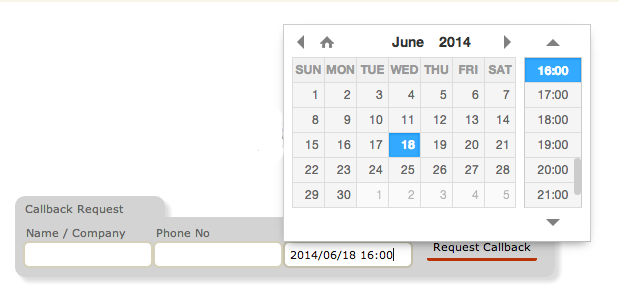 June 2014
SUN MON TUE WED THU FRI SAT
1 2 3 4 5 6 7
8 9 10 11 12 13 14
15 16 17 18 19 20 21
22 23 24 25 26 27 28
29 30 1 2 3 4 5
16:00
17:00
18:00
19:00
20:00
21:00
Callback Request
Name / Company Phone No
2014/06/18 16:00
Request Callback